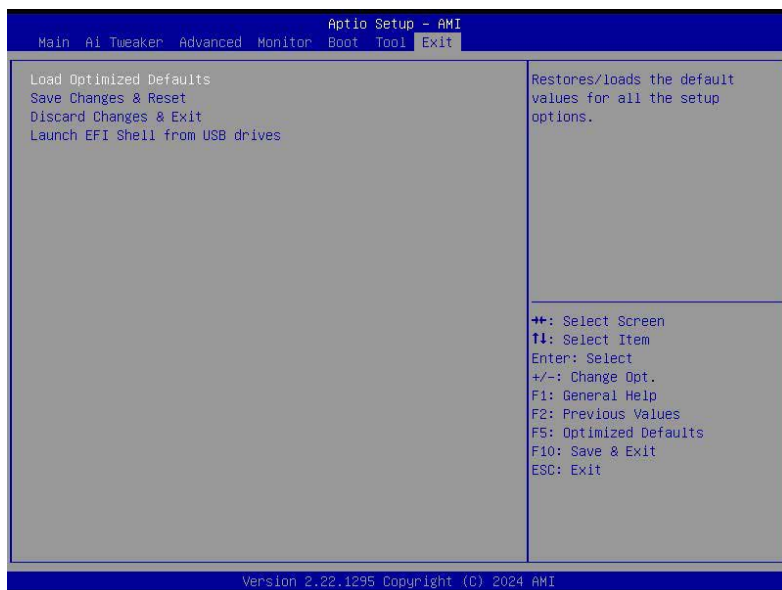 Aptio Setup - AMI
Main Ai Tweaker Advanced Monitor Boot Tool Exit
Load Optimized Defaults
Save Changes & Reset
Discard Changes & Exit
Launch EFI Shell from USB drives
Restores/loads the default
values for all the setup
options.
→←: Select Screen
↑↓: Select Item
Enter: Select
+/-: Change Opt.
F1: General Help
F2: Previous Values
F5: Optimized Defaults
F10: Save & Exit
ESC: Exit
Version 2.22.1295 Copyright (C) 2024 AMI